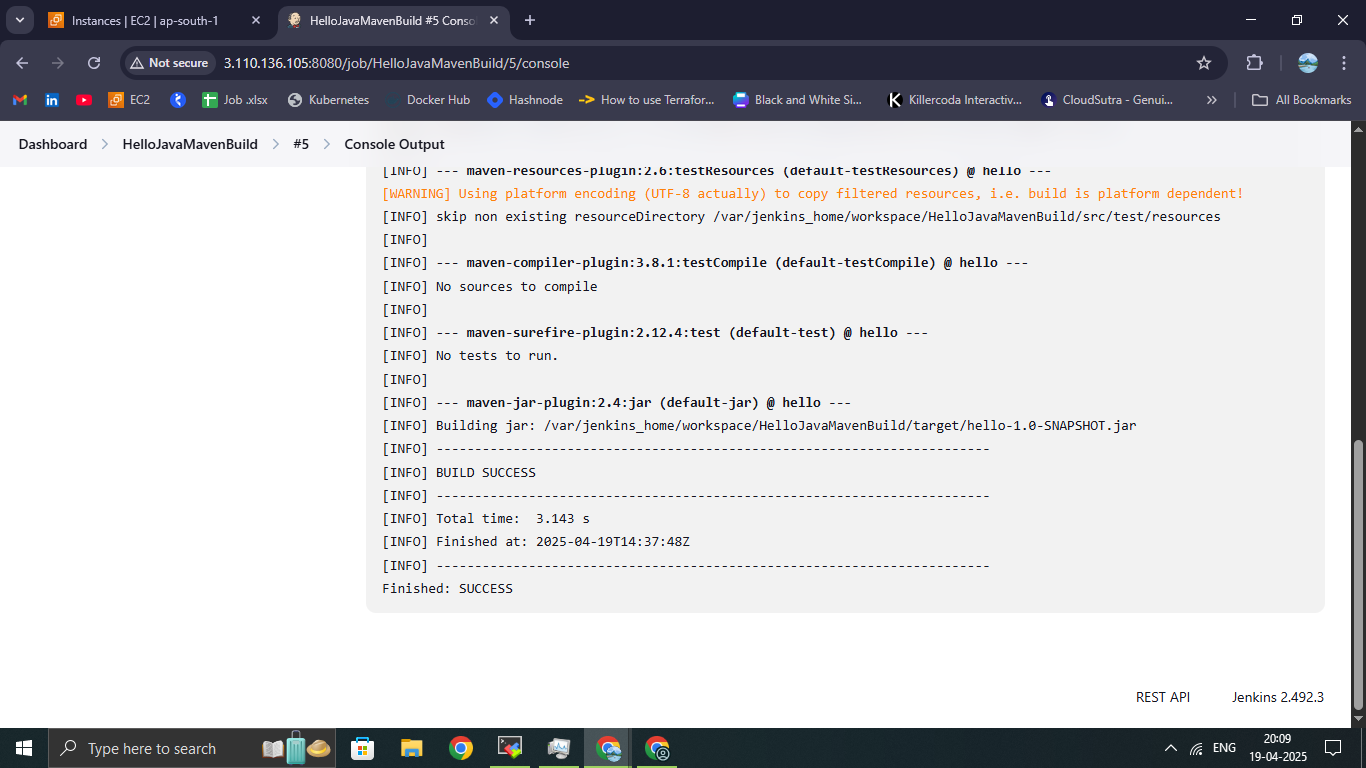 Instances | EC2 | ap-south-1
HelloJavaMavenBuild #5 Conso
Not secure
3.110.136.105:8080/job/HelloJavaMavenBuild/5/console
EC2
Job .xlsx
Kubernetes
Docker Hub
Hashnode
How to use Terrafor...
Black and White Si...
Killercoda Interactiv...
CloudSutra - Genui...
All Bookmarks
Dashboard
HelloJavaMavenBuild
#5
Console Output
[INFO] --- maven-resources-plugin:2.6:testResources (default-testResources) @ hello ---
[WARNING] Using platform encoding (UTF-8 actually) to copy filtered resources, i.e. build is platform dependent!
[INFO] skip non existing resourceDirectory /var/jenkins_home/workspace/HelloJavaMavenBuild/src/test/resources
[INFO]
[INFO] --- maven-compiler-plugin:3.8.1:testCompile (default-testCompile) @ hello ---
[INFO] No sources to compile
[INFO]
[INFO] --- maven-surefire-plugin:2.12.4:test (default-test) @ hello ---
[INFO] No tests to run.
[INFO]
[INFO] --- maven-jar-plugin:2.4:jar (default-jar) @ hello ---
[INFO] Building jar: /var/jenkins_home/workspace/HelloJavaMavenBuild/target/hello-1.0-SNAPSHOT.jar
[INFO] ------------------------------------------------------------------------
[INFO] BUILD SUCCESS
[INFO] ------------------------------------------------------------------------
[INFO] Total time:  3.143 s
[INFO] Finished at: 2025-04-19T14:37:48Z
[INFO] ------------------------------------------------------------------------
Finished: SUCCESS
REST API
Jenkins 2.492.3
Type here to search
ENG
20:09
19-04-2025